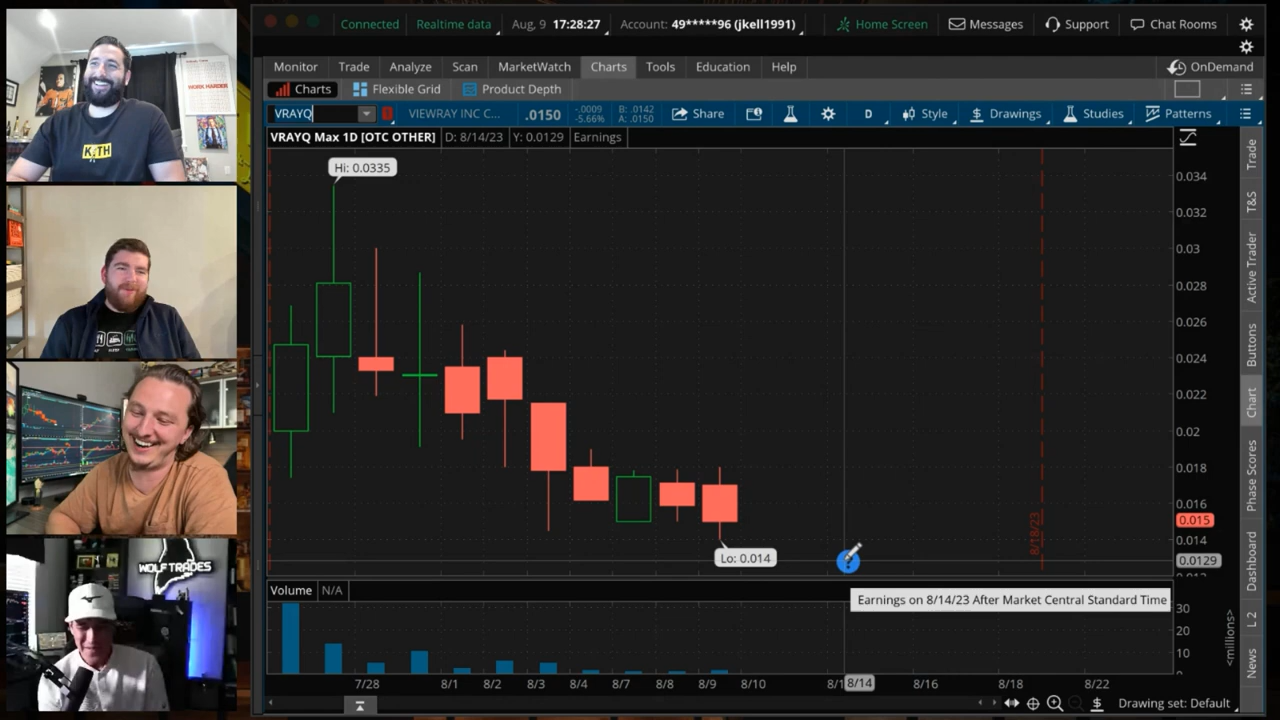 Connected Realtime data Aug, 9 17:28:27 Account: 49*****96 (jkell1991) Home Screen Messages Support Chat Rooms
Monitor Trade Analyze Scan MarketWatch Charts Tools Education Help OnDemand
Charts Flexible Grid Product Depth
VRAYQ VIEWRAY INC C... .0150 -.0009 B: .0142 Share D Style Drawings Studies Patterns
-5.66% A: .0150
VRAYQ Max 1D [OTC OTHER] D: 8/14/23 Y: 0.0129 Earnings
Hi: 0.0335
0.034
0.032
0.03
0.028
0.026
0.024
0.022
0.02
0.018
0.016
0.015
0.014
0.0129
Lo: 0.014
8/18/23
Earnings on 8/14/23 After Market Central Standard Time
Volume N/A
30
20
10
<millions>
7/28 8/1 8/2 8/3 8/4 8/7 8/8 8/9 8/10 8/1 8/14 8/16 8/18 8/22
Drawing set: Default
Trade
T&S
Active Trader
Buttons
Chart
Phase Scores
Dashboard
L 2
News
KITH
WORK HARDER
WOLF TRADES